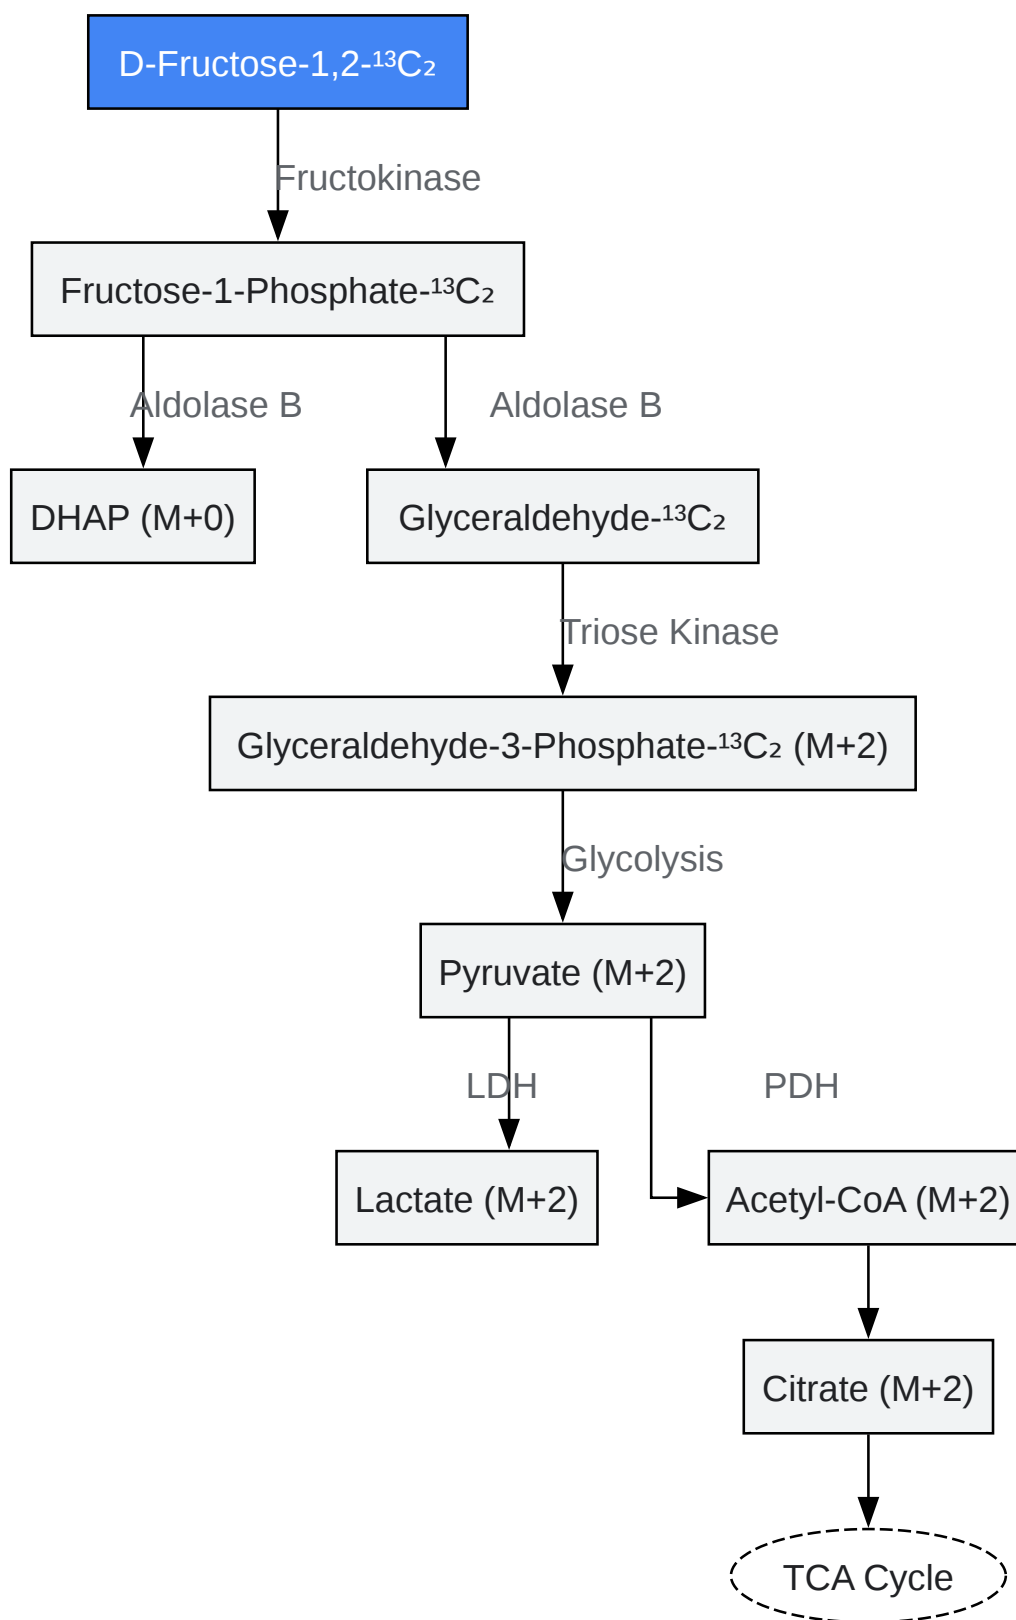 D-Fructose-1,2-¹³C₂
Fructokinase
Fructose-1-Phosphate-¹³C₂
Aldolase B
Aldolase B
DHAP (M+0)
Glyceraldehyde-¹³C₂
Triose Kinase
Glyceraldehyde-3-Phosphate-¹³C₂ (M+2)
Glycolysis
Pyruvate (M+2)
LDH
PDH
Lactate (M+2)
Acetyl-CoA (M+2)
Citrate (M+2)
TCA Cycle